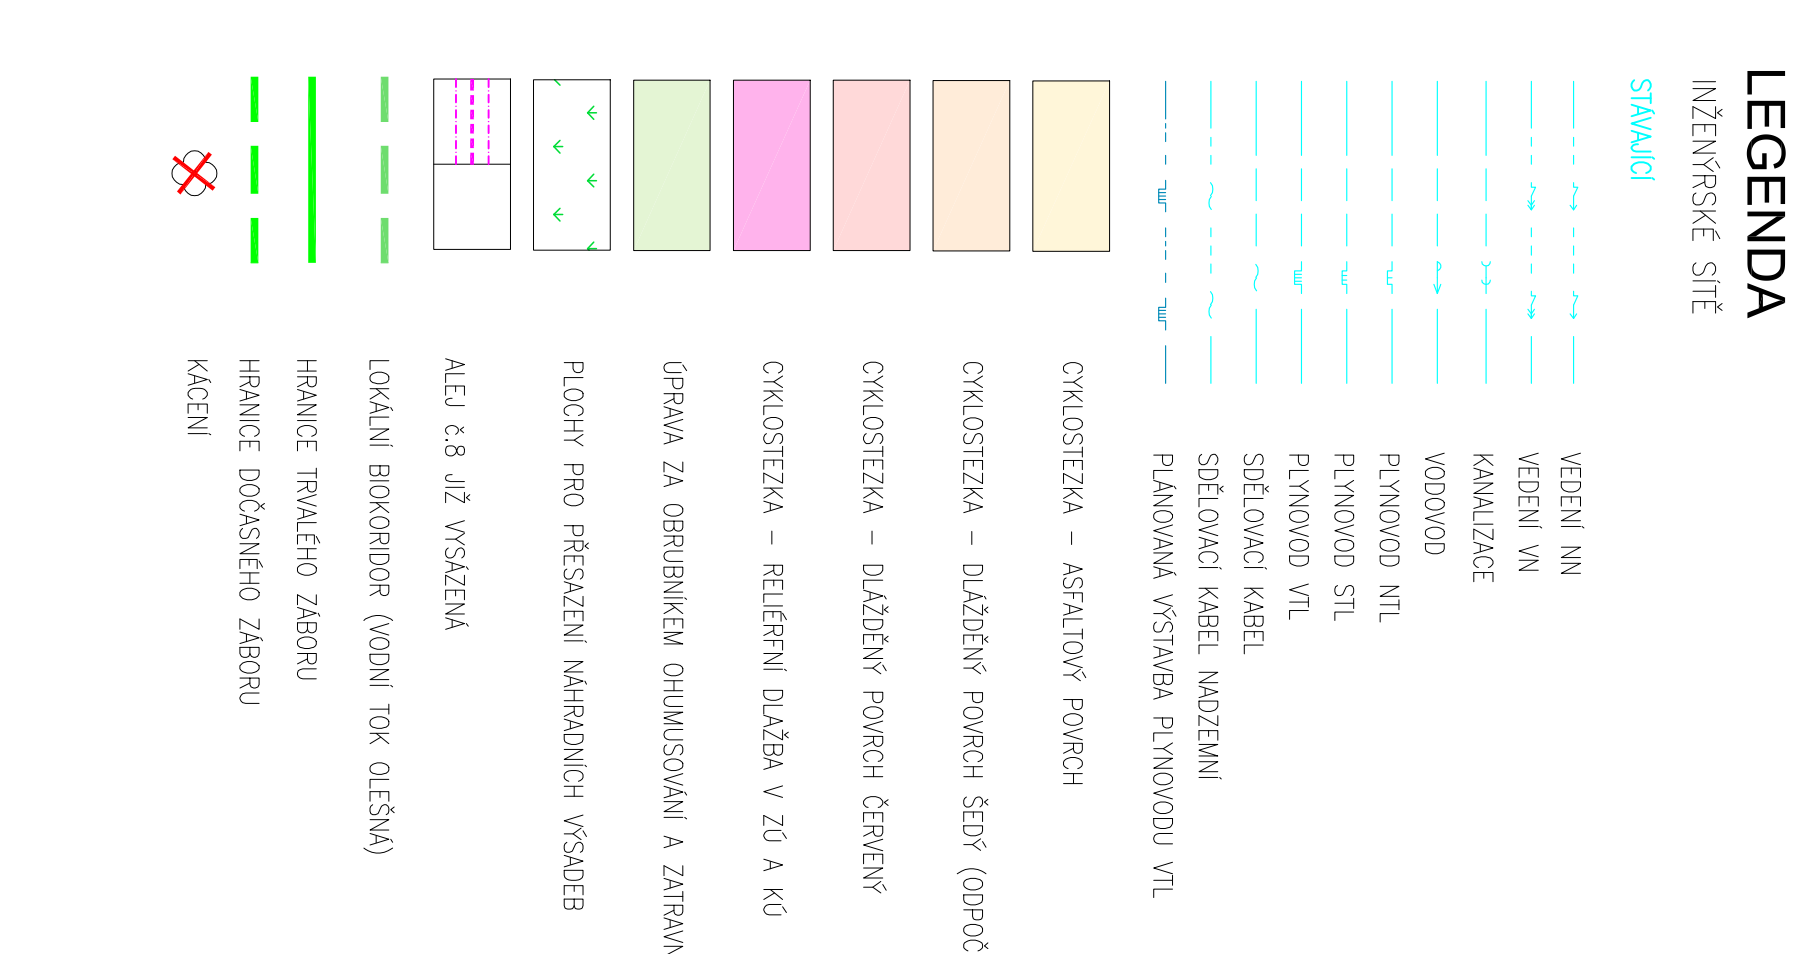 LEGENDA
INŽENÝRSKÉ SÍTĚ
STÁVAJÍCÍ
VEDENÍ NN
VEDENÍ VN
KANALIZACE
VODOVOD
PLYNOVOD NTL
PLYNOVOD STL
PLYNOVOD VTL
SDĚLOVACÍ KABEL
SDĚLOVACÍ KABEL NADZEMNÍ
PLÁNOVANÁ VÝSTAVBA PLYNOVODU VTL
CYKLOSTEZKA – ASFALTOVÝ POVRCH
CYKLOSTEZKA – DLÁŽDĚNÝ POVRCH ŠEDÝ (ODPOČ
CYKLOSTEZKA – DLÁŽDĚNÝ POVRCH ČERVENÝ
CYKLOSTEZKA – RELIÉRFNÍ DLAŽBA V ZÚ A KÚ
ÚPRAVA ZA OBRUBNÍKEM OHUMUSOVÁNÍ A ZATRAVN
PLOCHY PRO PŘESAZENÍ NÁHRADNÍCH VÝSADEB
ALEJ č.8 JIŽ VYSÁZENÁ
LOKÁLNÍ BIOKORIDOR (VODNÍ TOK OLEŠNÁ)
HRANICE TRVALÉHO ZÁBORU
HRANICE DOČASNÉHO ZÁBORU
KÁCENÍ